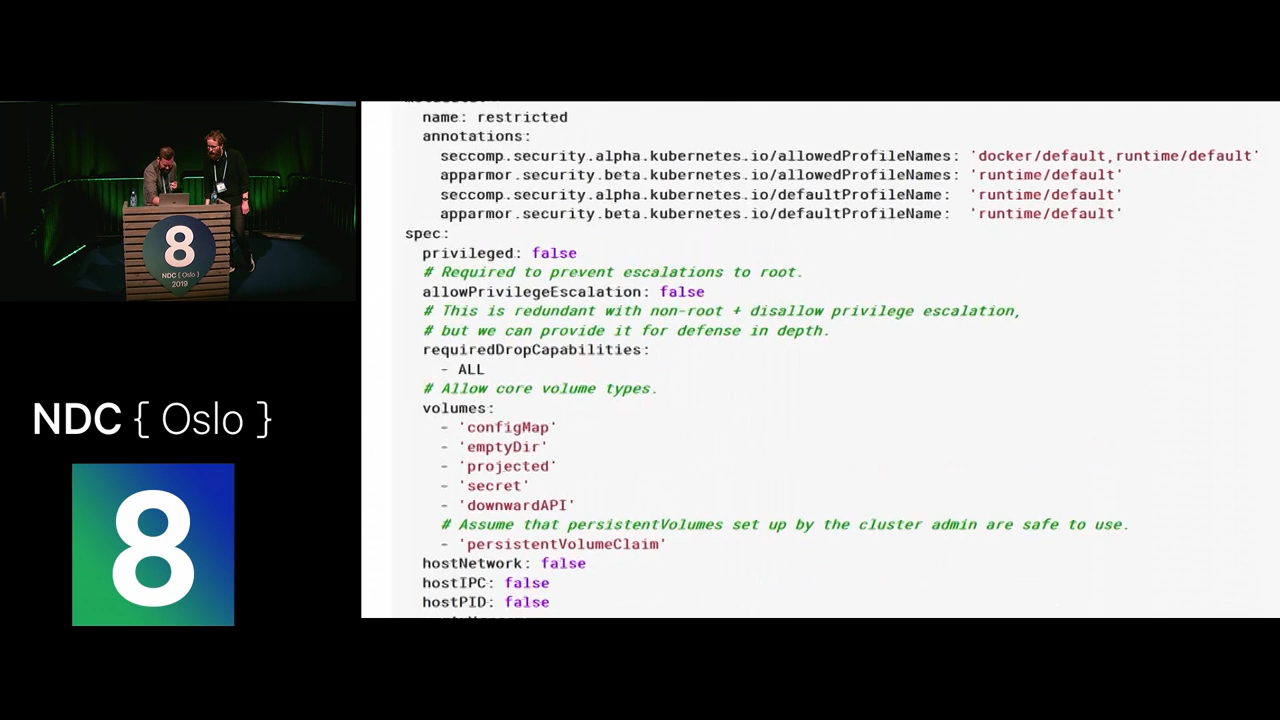 name: restricted
annotations:
seccomp.security.alpha.kubernetes.io/allowedProfileNames: 'docker/default,runtime/default'
apparmor.security.beta.kubernetes.io/allowedProfileNames: 'runtime/default'
seccomp.security.alpha.kubernetes.io/defaultProfileName: 'runtime/default'
apparmor.security.beta.kubernetes.io/defaultProfileName: 'runtime/default'
spec:
privileged: false
# Required to prevent escalations to root.
allowPrivilegeEscalation: false
# This is redundant with non-root + disallow privilege escalation,
# but we can provide it for defense in depth.
requiredDropCapabilities:
- ALL
# Allow core volume types.
volumes:
- 'configMap'
- 'emptyDir'
- 'projected'
- 'secret'
- 'downwardAPI'
# Assume that persistentVolumes set up by the cluster admin are safe to use.
- 'persistentVolumeClaim'
hostNetwork: false
hostIPC: false
hostPID: false
8
NDC { Oslo }
2019
NDC { Oslo }
8